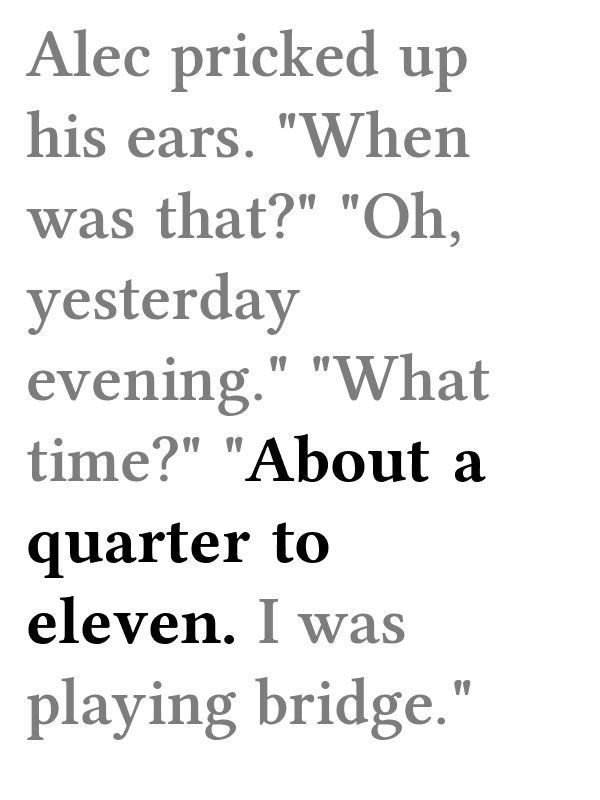 Alec pricked up
his ears. "When
was that?" "Oh,
yesterday
evening." "What
time?" "About a
quarter to
eleven. I was
playing bridge."